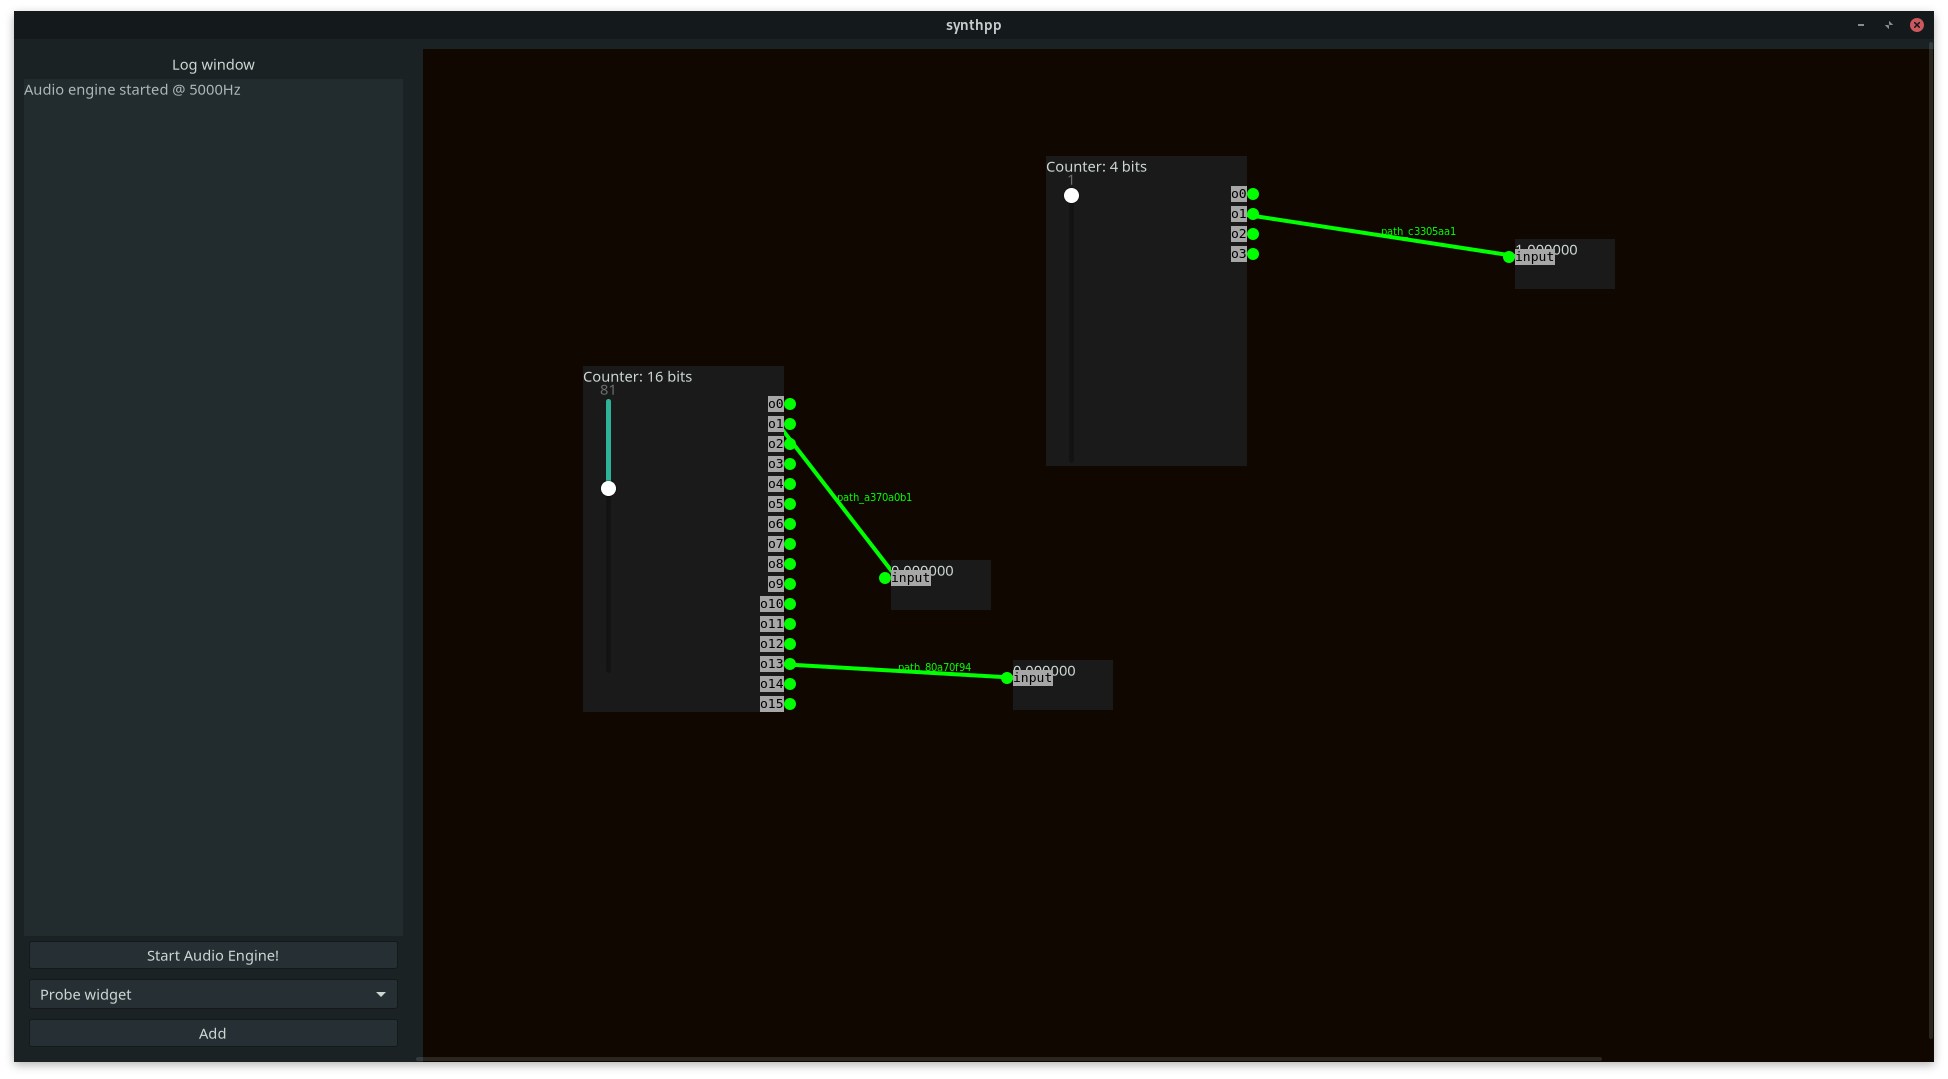 synthpp
Log window
Audio engine started @ 5000Hz
Start Audio Engine!
Probe widget
Add
Counter: 4 bits
1
o0
o1
o2
o3
path_c3305aa1
1.000000
input
Counter: 16 bits
81
o0
o1
o2
o3
o4
o5
o6
o7
o8
o9
o10
o11
o12
o13
o14
o15
path_a370a0b1
0.000000
input
path_80a70f94
0.000000
input